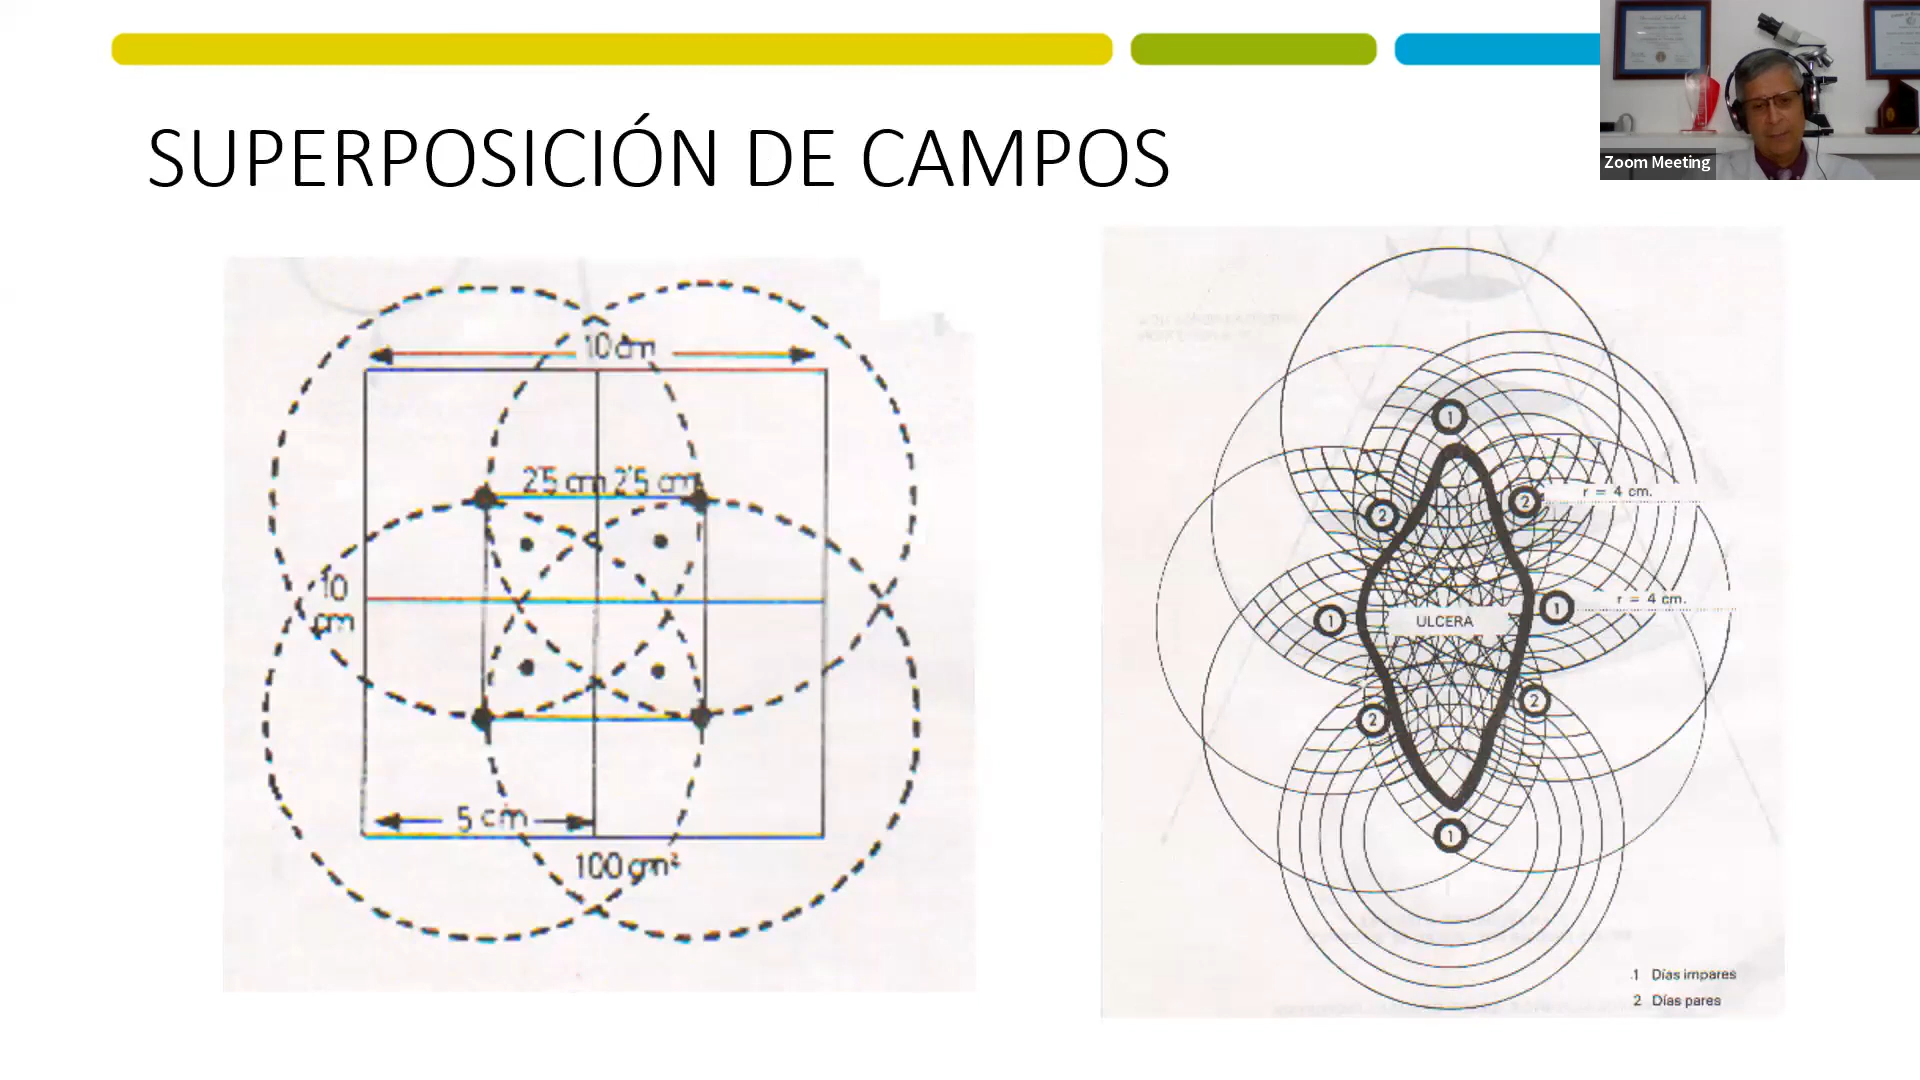 Zoom Meeting
SUPERPOSICIÓN DE CAMPOS
10 cm
2'5 cm 2'5 cm
10
cm
5 cm
100 cm²
1
2
2
r = 4 cm.
1
1
r = 4 cm.
ULCERA
2
2
1
1 Días impares
2 Días pares